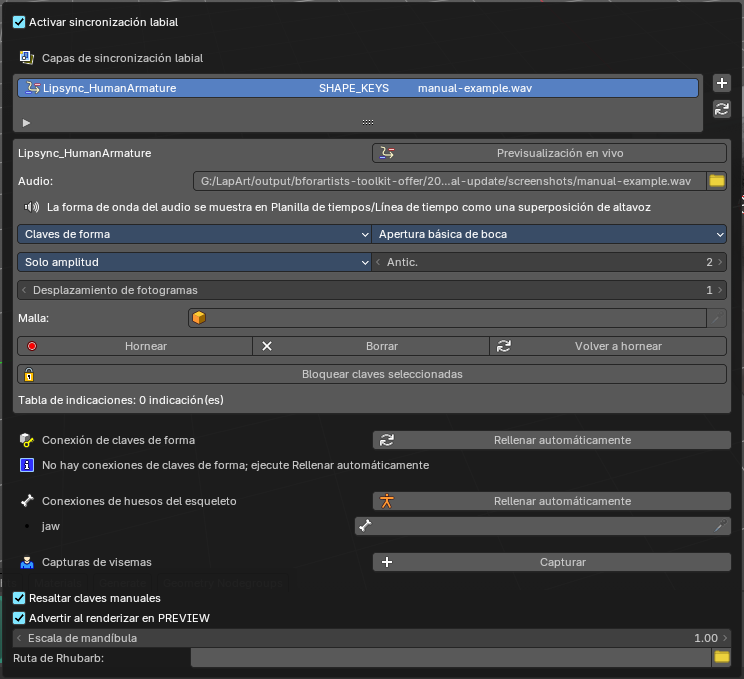 Activar sincronización labial
Capas de sincronización labial
Lipsync_HumanArmature SHAPE_KEYS manual-example.wav
Lipsync_HumanArmature Previsualización en vivo
Audio: G:/LapArt/output/bforartists-toolkit-offer/20...al-update/screenshots/manual-example.wav
La forma de onda del audio se muestra en Planilla de tiempos/Línea de tiempo como una superposición de altavoz
Claves de forma Apertura básica de boca
Solo amplitud Antic. 2
Desplazamiento de fotogramas 1
Malla:
Hornear Borrar Volver a hornear
Bloquear claves seleccionadas
Tabla de indicaciones: 0 indicación(es)
Conexión de claves de forma Rellenar automáticamente
No hay conexiones de claves de forma; ejecute Rellenar automáticamente
Conexiones de huesos del esqueleto Rellenar automáticamente
jaw
Capturas de visemas Capturar
Resaltar claves manuales
Advertir al renderizar en PREVIEW
Escala de mandíbula 1.00
Ruta de Rhubarb: